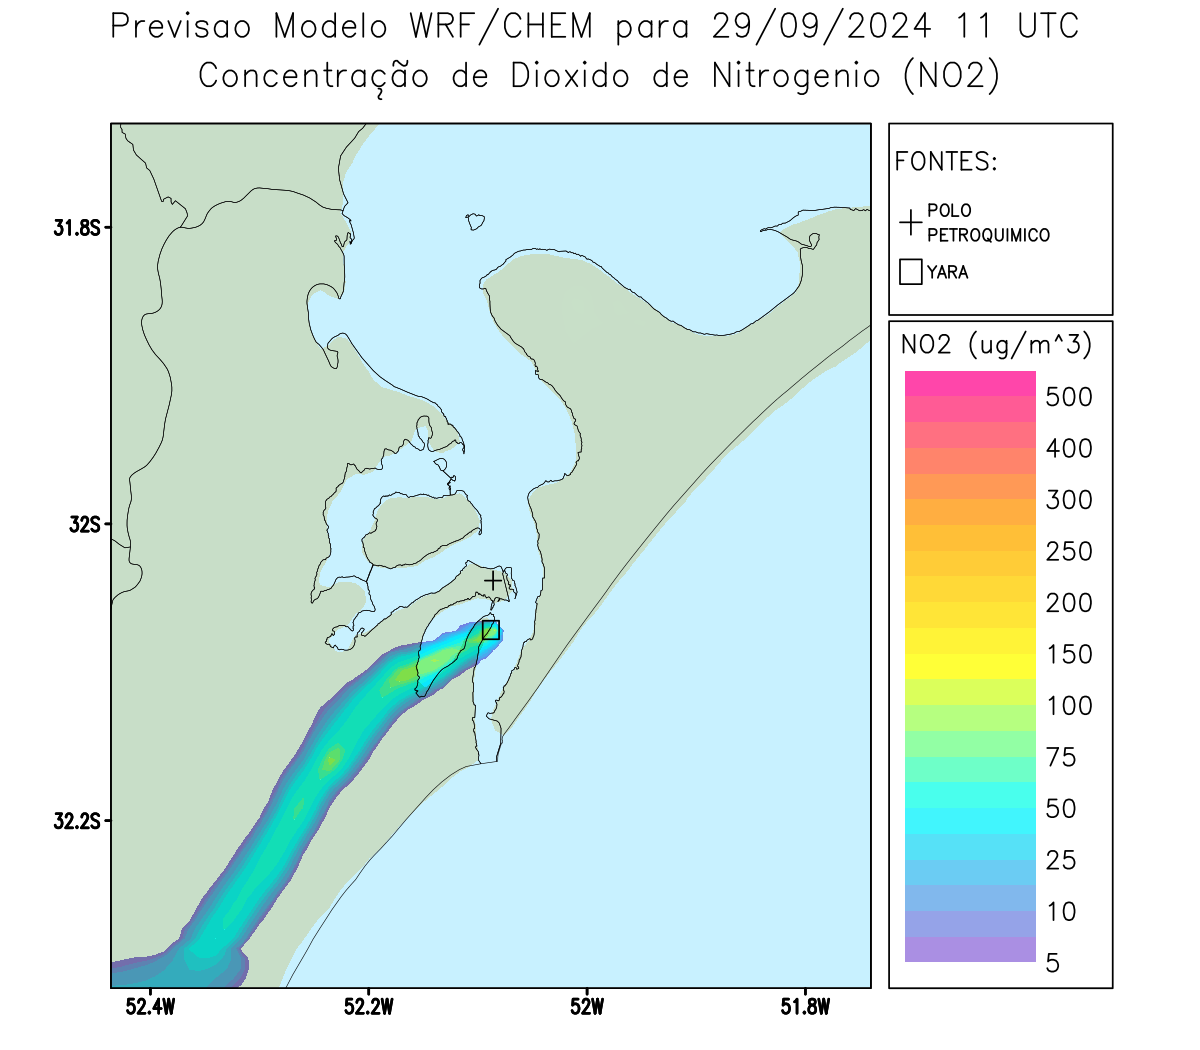 Previsao Modelo WRF/CHEM para 29/09/2024 11 UTC
Concentração de Dioxido de Nitrogenio (NO2)
FONTES:
POLO
PETROQUIMICO
YARA
31.8S
32S
32.2S
52.4W
52.2W
52W
51.8W
NO2 (ug/m^3)
500
400
300
250
200
150
100
75
50
25
10
5